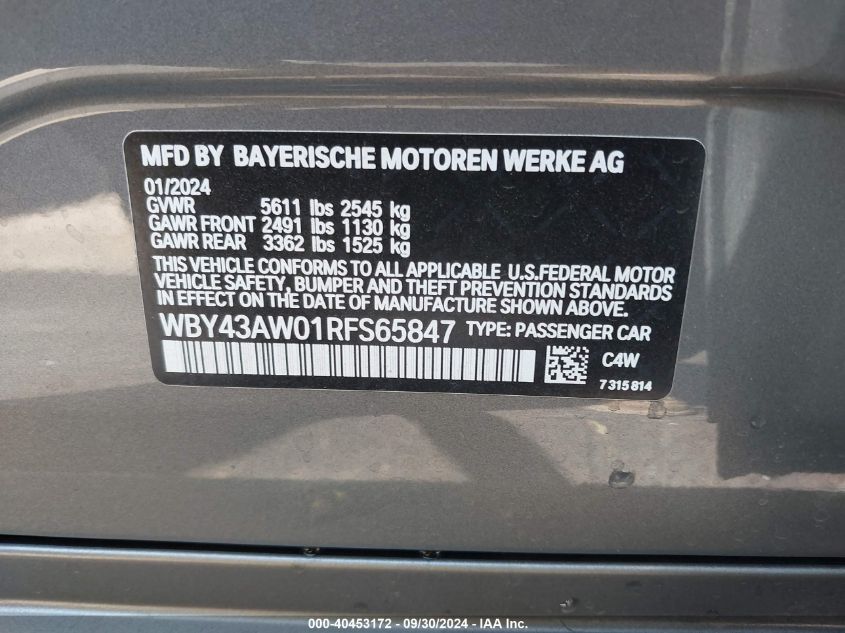 MFD BY BAYERISCHE MOTOREN WERKE AG
01/2024
GVWR 5611 lbs 2545 kg
GAWR FRONT 2491 lbs 1130 kg
GAWR REAR 3362 lbs 1525 kg
THIS VEHICLE CONFORMS TO ALL APPLICABLE U.S.FEDERAL MOTOR
VEHICLE SAFETY, BUMPER AND THEFT PREVENTION STANDARDS
IN EFFECT ON THE DATE OF MANUFACTURE SHOWN ABOVE.
WBY43AW01RFS65847 TYPE: PASSENGER CAR
C4W
7315814
000-40453172 - 09/30/2024 - IAA Inc.